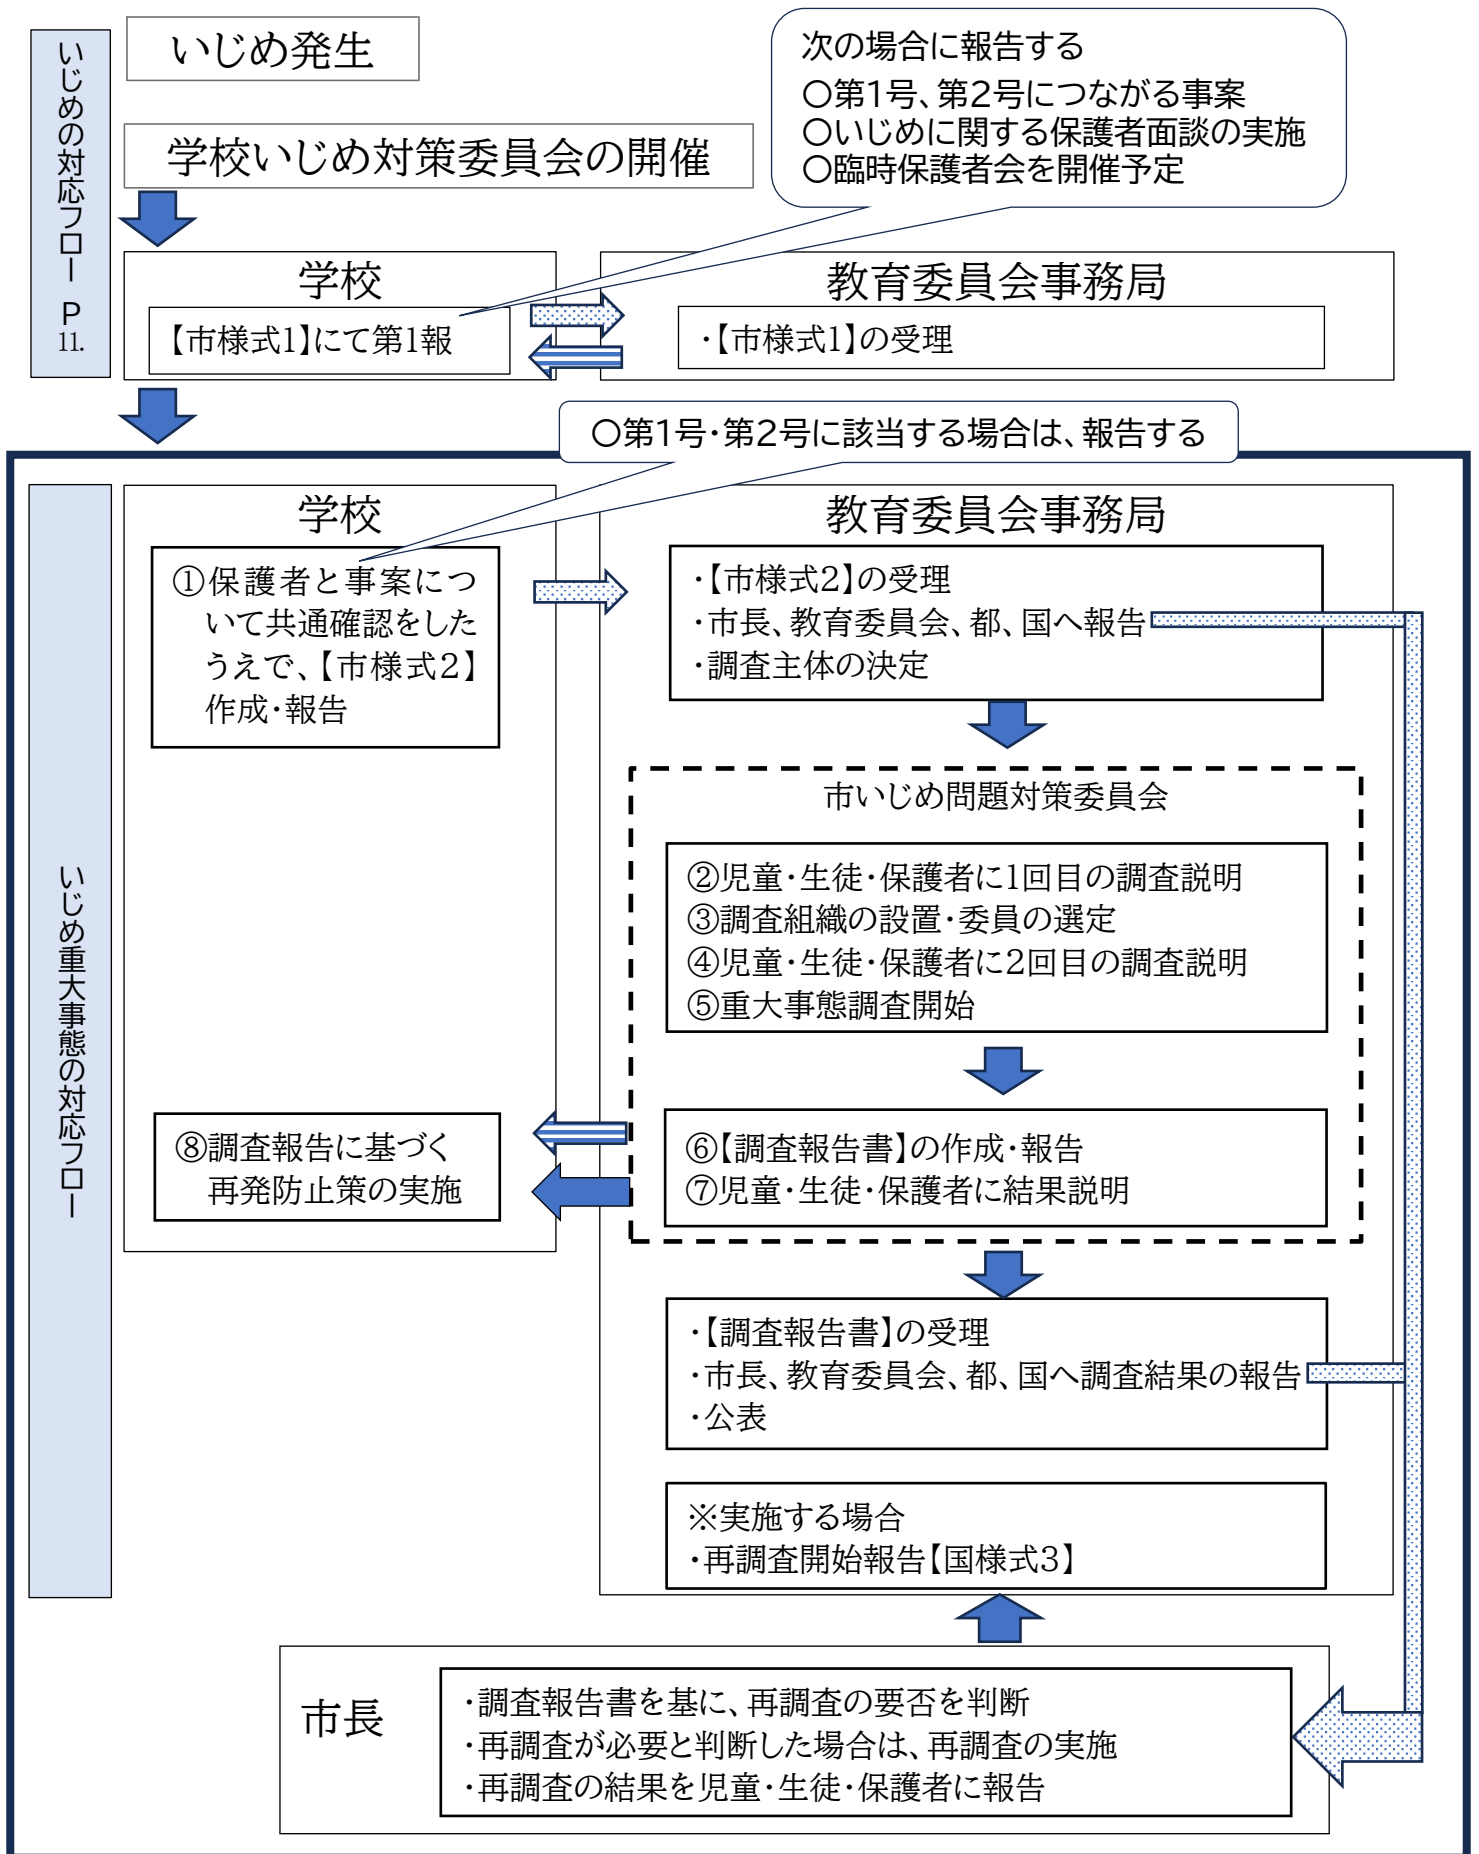 いじめの対応フロー P11.
いじめ発生
学校いじめ対策委員会の開催
次の場合に報告する
○第1号、第2号につながる事案
○いじめに関する保護者面談の実施
○臨時保護者会を開催予定
学校
【市様式1】にて第1報
教育委員会事務局
・【市様式1】の受理
○第1号・第2号に該当する場合は、報告する
いじめ重大事態の対応フロー
学校
①保護者と事案につ
いて共通確認をした
うえで、【市様式2】
作成・報告
教育委員会事務局
・【市様式2】の受理
・市長、教育委員会、都、国へ報告
・調査主体の決定
市いじめ問題対策委員会
②児童・生徒・保護者に1回目の調査説明
③調査組織の設置・委員の選定
④児童・生徒・保護者に2回目の調査説明
⑤重大事態調査開始
⑥【調査報告書】の作成・報告
⑦児童・生徒・保護者に結果説明
⑧調査報告に基づく
再発防止策の実施
・【調査報告書】の受理
・市長、教育委員会、都、国へ調査結果の報告
・公表
※実施する場合
・再調査開始報告【国様式3】
市長
・調査報告書を基に、再調査の要否を判断
・再調査が必要と判断した場合は、再調査の実施
・再調査の結果を児童・生徒・保護者に報告